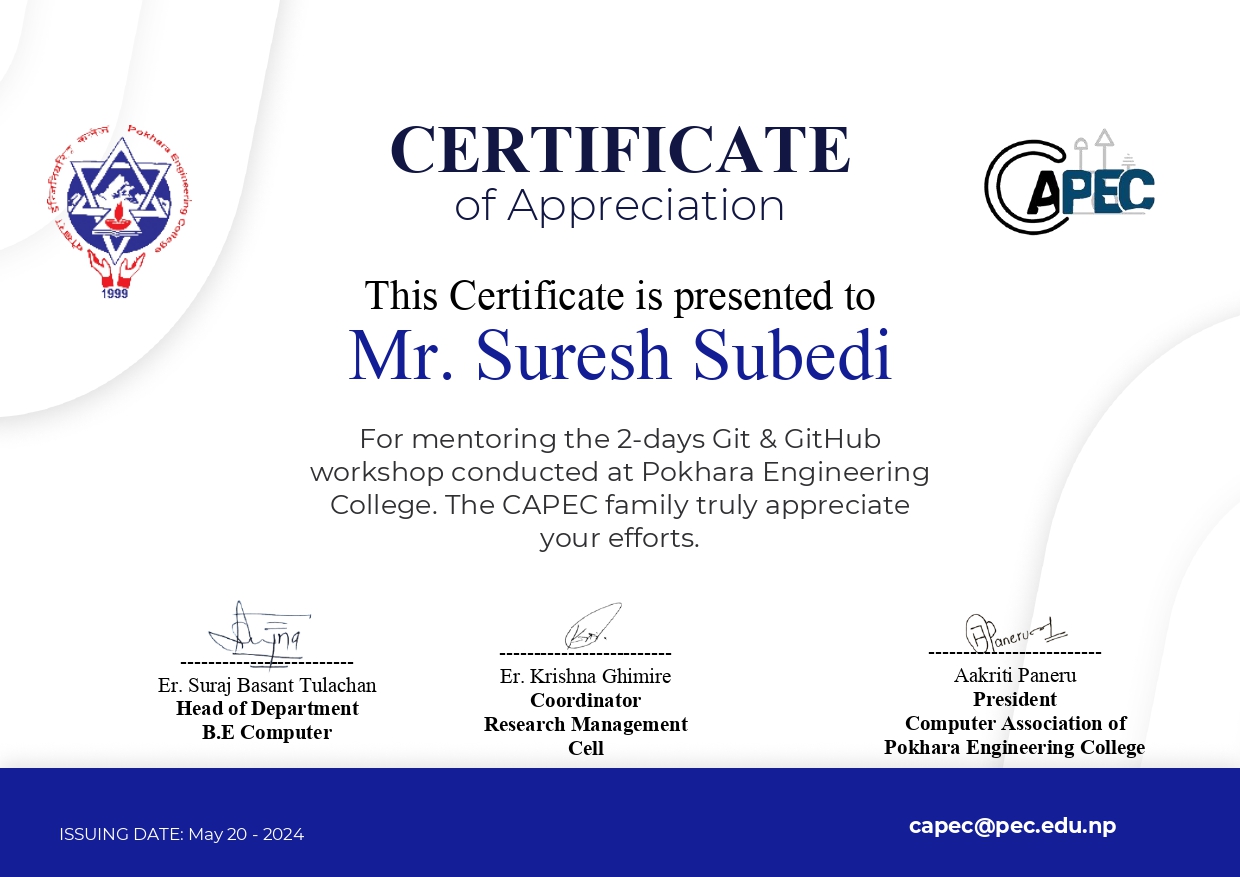 पोखरा इन्जिनियरिङ कलेज Pokhara Engineering College
1999
CAPEC
CERTIFICATE
of Appreciation
This Certificate is presented to
Mr. Suresh Subedi
For mentoring the 2-days Git & GitHub
workshop conducted at Pokhara Engineering
College. The CAPEC family truly appreciate
your efforts.
APaneru
Er. Suraj Basant Tulachan
Head of Department
B.E Computer
Er. Krishna Ghimire
Coordinator
Research Management
Cell
Aakriti Paneru
President
Computer Association of
Pokhara Engineering College
ISSUING DATE: May 20 - 2024
capec@pec.edu.np